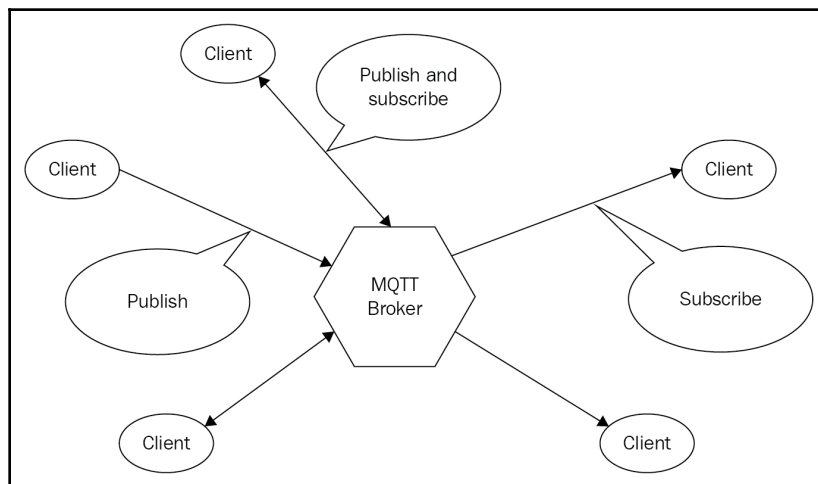 Client
Publish and
subscribe
Client
Client
MQTT
Broker
Publish
Subscribe
Client
Client